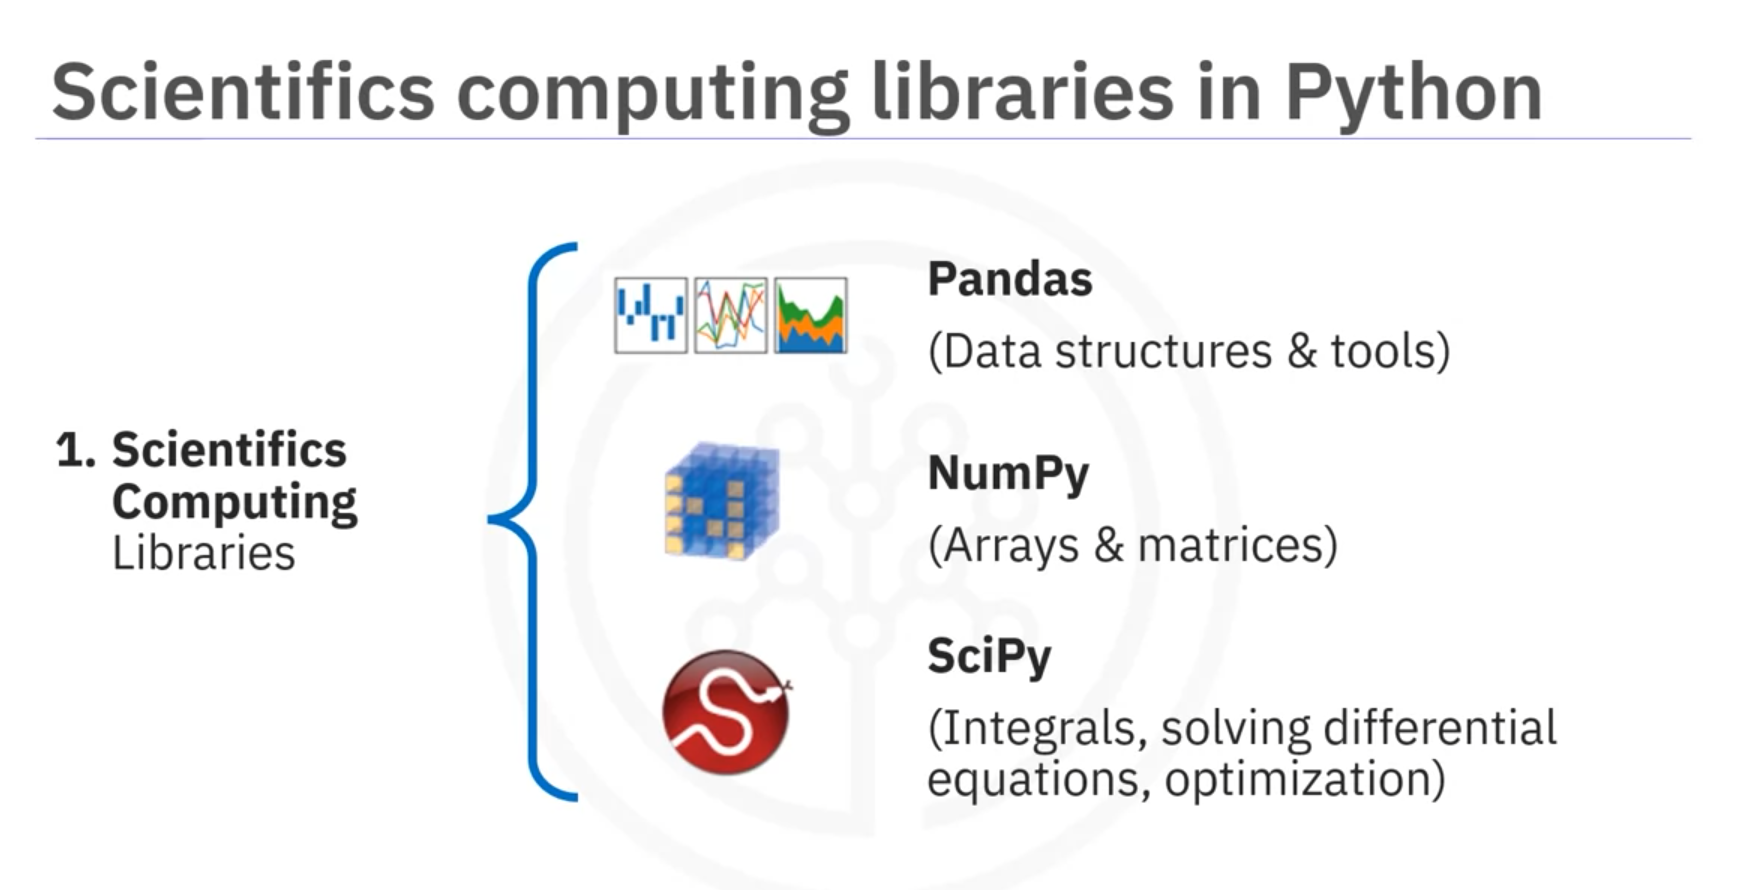 Scientifics computing libraries in Python
1. Scientifics
Computing
Libraries
Pandas
(Data structures & tools)
NumPy
(Arrays & matrices)
SciPy
(Integrals, solving differential
equations, optimization)